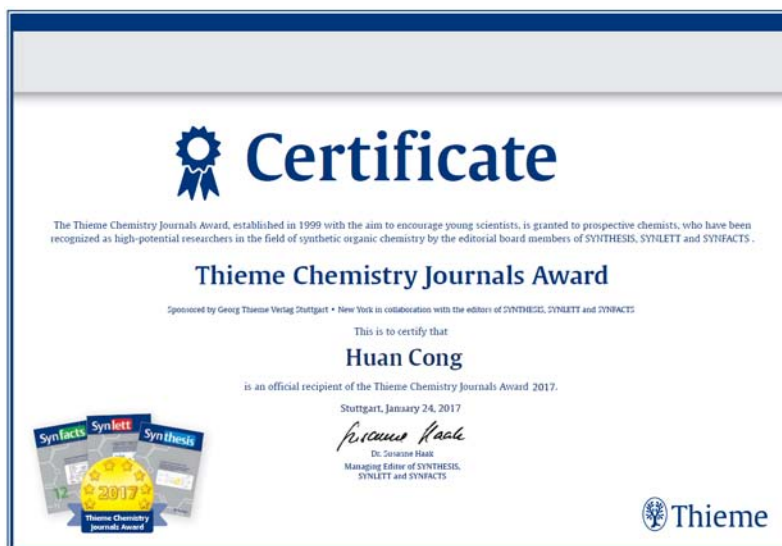 Certificate
The Thieme Chemistry Journals Award, established in 1999 with the aim to encourage young scientists, is granted to prospective chemists, who have been
recognized as high-potential researchers in the field of synthetic organic chemistry by the editorial board members of SYNTHESIS, SYNLETT and SYNFACTS .
Thieme Chemistry Journals Award
Sponsored by Georg Thieme Verlag Stuttgart • New York in collaboration with the editors of SYNTHESIS, SYNLETT and SYNFACTS
This is to certify that
Huan Cong
is an official recipient of the Thieme Chemistry Journals Award 2017.
Stuttgart, January 24, 2017
Susanne Haak
Dr. Susanne Haak
Managing Editor of SYNTHESIS,
SYNLETT and SYNFACTS
Synfacts
Synlett
Synthesis
12
2017
Thieme Chemistry
Journals Award
Thieme